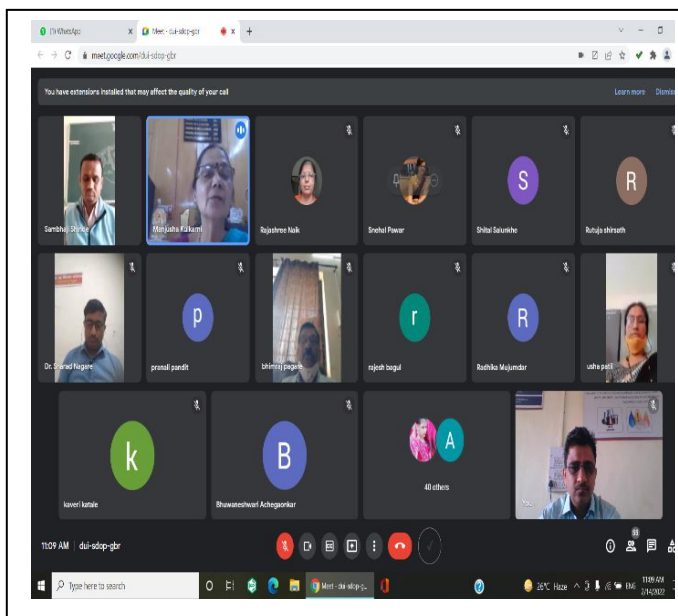 (1) WhatsApp
Meet - dui-sdop-gbr
meet.google.com/dui-sdop-gbr
You have extensions installed that may affect the quality of your call
Learn more
Dismiss
Sambhaji Shinde
Manjusha Kulkarni
Rajashree Naik
Snehal Pawar
S
Shital Salunkhe
R
Rutuja shirsath
Dr. Sharad Nagare
p
pranali pandit
bhimraj pagare
r
rajesh bagul
R
Radhika Mujumdar
usha patil
k
kaveri katale
B
Bhuwaneshwari Achegaonkar
A
40 others
You
11:09 AM | dui-sdop-gbr
Type here to search
Meet - dui-sdop-g...
26°C Haze
ENG
11:09 AM
2/14/2022